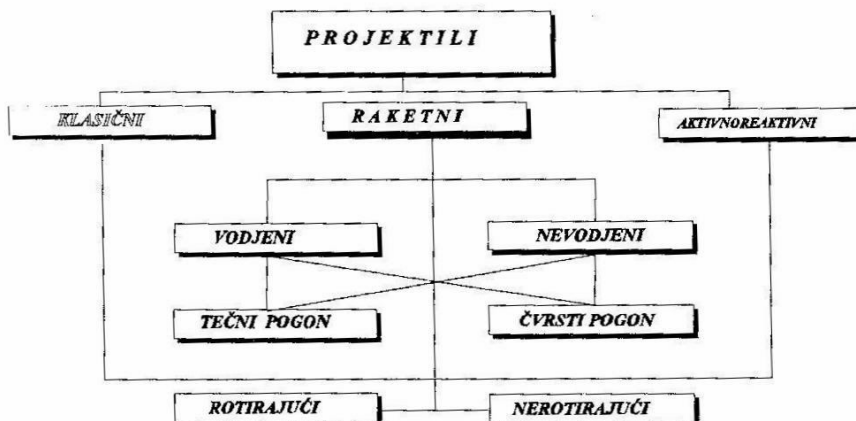 PROJEKTILI
KLASIČNI
RAKETNI
AKTIVNOREAKTIVNI
VODJENI
NEVODJENI
TEČNI POGON
ČVRSTI POGON
ROTIRAJUĆI
NEROTIRAJUĆI